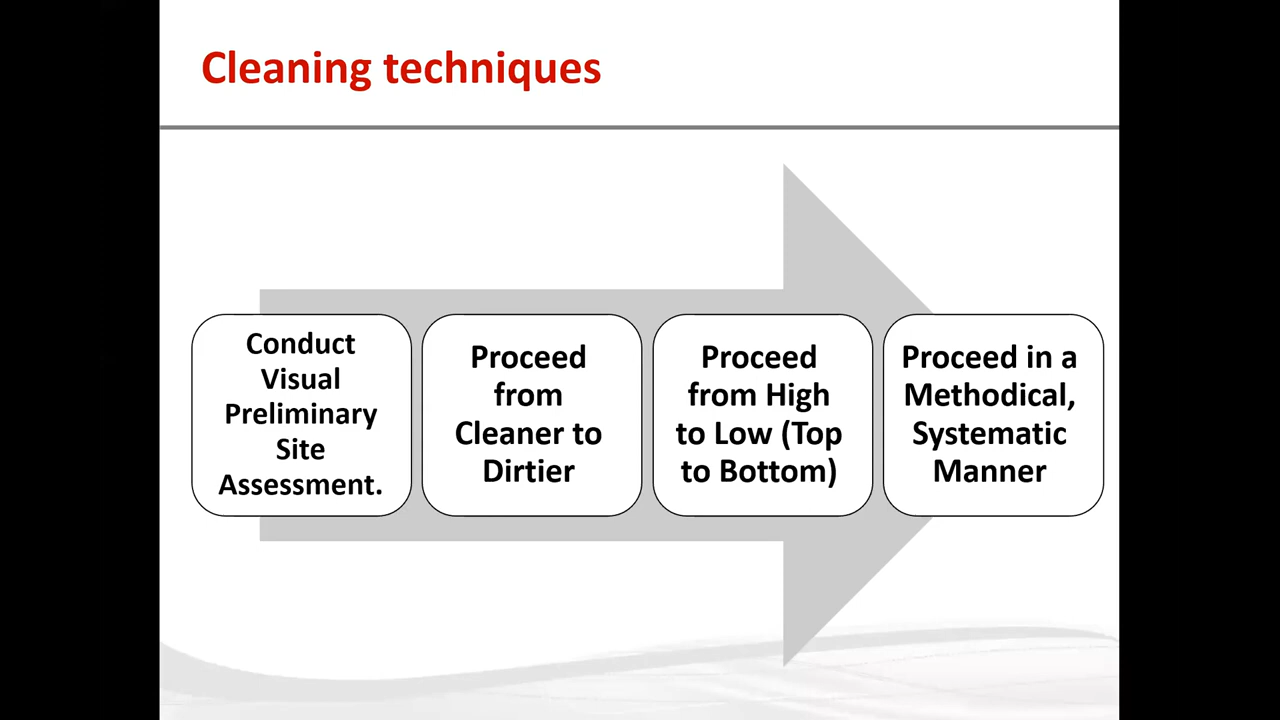 Cleaning techniques
Conduct
Visual
Preliminary
Site
Assessment.
Proceed
from
Cleaner to
Dirtier
Proceed
from High
to Low (Top
to Bottom)
Proceed in a
Methodical,
Systematic
Manner